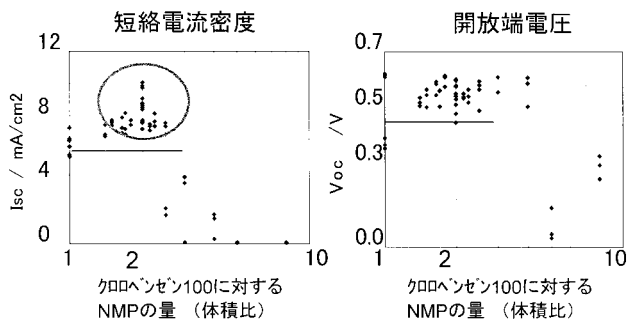 短絡電流密度
12
8
4
0
Isc / mA/cm2
1
2
10
クロロベンゼン100に対する
NMPの量 (体積比)
開放端電圧
0.7
0.5
0.3
0.0
Voc /V
1
2
10
クロロベンゼン100に対する
NMPの量 (体積比)